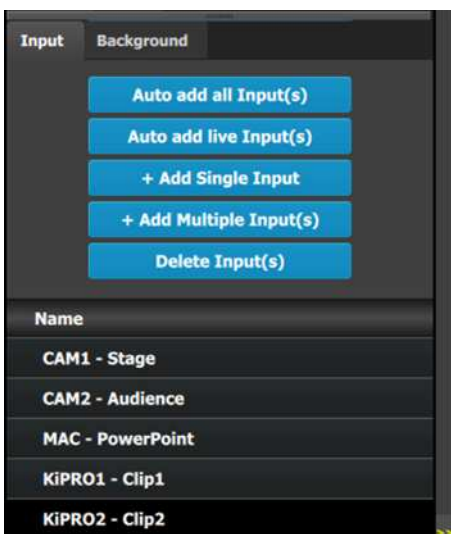 Input Background
Auto add all Input(s)
Auto add live Input(s)
+ Add Single Input
+ Add Multiple Input(s)
Delete Input(s)
Name
CAM1 - Stage
CAM2 - Audience
MAC - PowerPoint
KiPRO1 - Clip1
KiPRO2 - Clip2